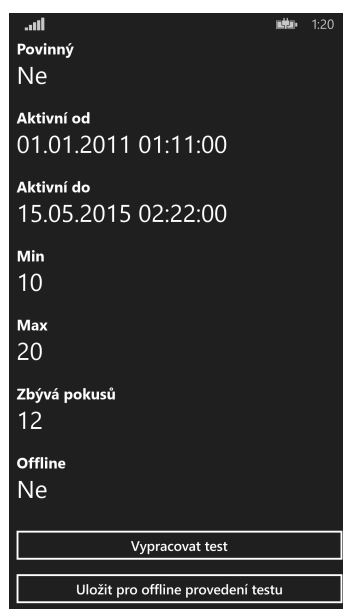 1:20
Povinný
Ne
Aktivní od
01.01.2011 01:11:00
Aktivní do
15.05.2015 02:22:00
Min
10
Max
20
Zbývá pokusů
12
Offline
Ne
Vypracovat test
Uložit pro offline provedení testu